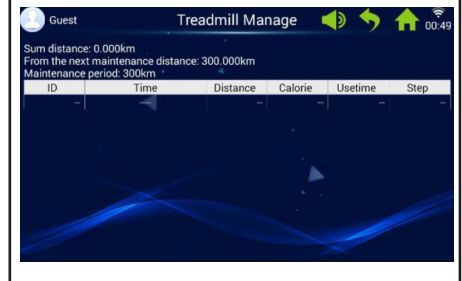 Guest Treadmill Manage 00:49
Sum distance: 0.000km
From the next maintenance distance: 300.000km
Maintenance period: 300km
ID Time Distance Calorie Usetime Step
-- ---- -- -- -- --